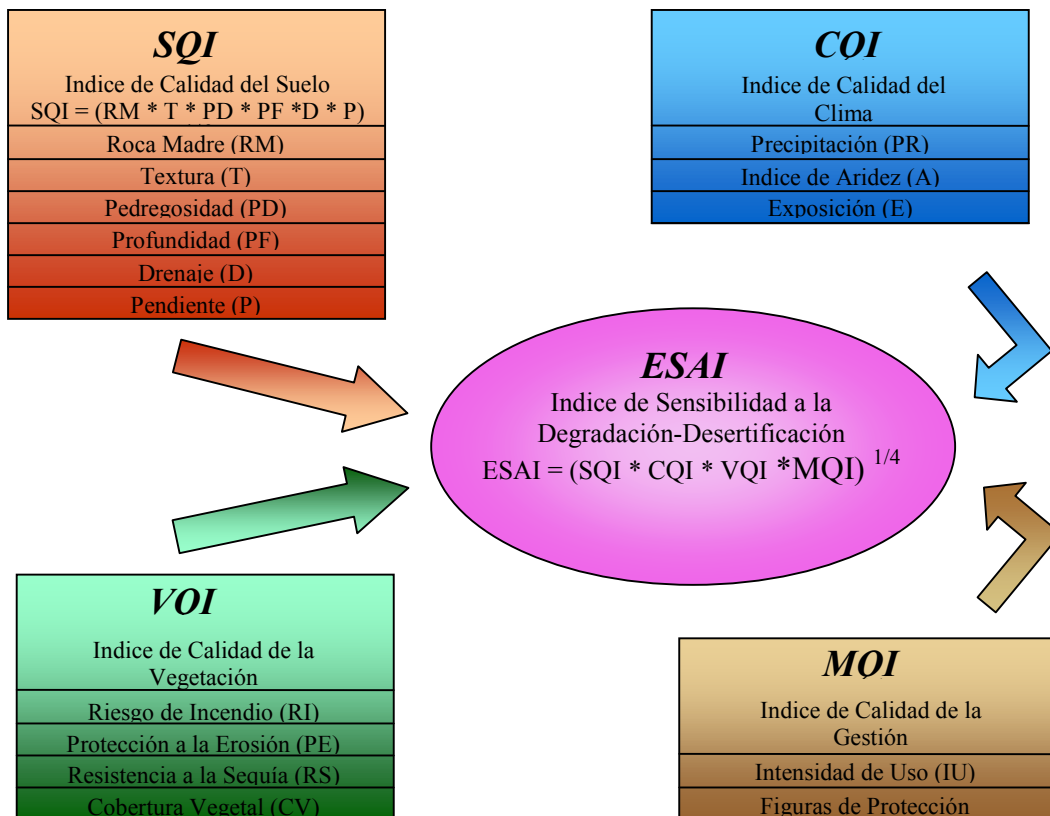 SQI
Indice de Calidad del Suelo
SQI = (RM * T * PD * PF *D * P)
Roca Madre (RM)
Textura (T)
Pedregosidad (PD)
Profundidad (PF)
Drenaje (D)
Pendiente (P)
CQI
Indice de Calidad del
Clima
Precipitación (PR)
Indice de Aridez (A)
Exposición (E)
ESAI
Indice de Sensibilidad a la
Degradación-Desertificación
ESAI = (SQI * CQI * VQI *MQI) 1/4
VQI
Indice de Calidad de la
Vegetación
Riesgo de Incendio (RI)
Protección a la Erosión (PE)
Resistencia a la Sequía (RS)
Cobertura Vegetal (CV)
MQI
Indice de Calidad de la
Gestión
Intensidad de Uso (IU)
Figuras de Protección